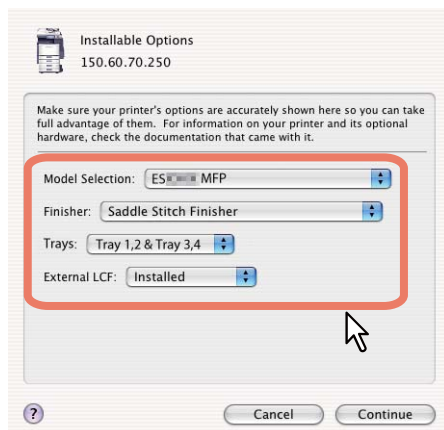 Installable Options
150.60.70.250
Make sure your printer's options are accurately shown here so you can take
full advantage of them. For information on your printer and its optional
hardware, check the documentation that came with it.
Model Selection: ES MFP
Finisher: Saddle Stitch Finisher
Trays: Tray 1,2 & Tray 3,4
External LCF: Installed
? Cancel Continue